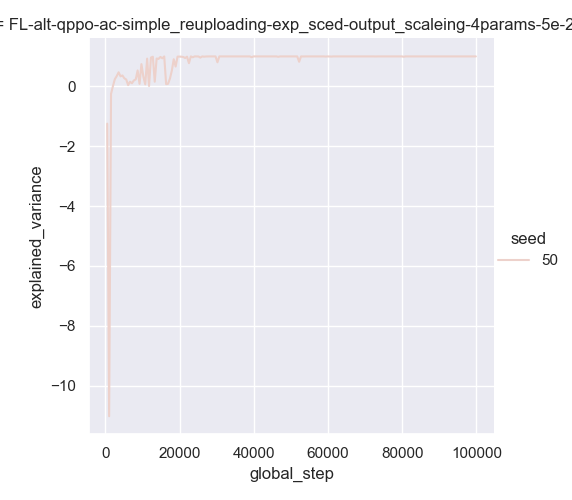 = FL-alt-qppo-ac-simple_reuploading-exp_sced-output_scaleing-4params-5e-2
explained_variance
0
−2
−4
−6
−8
−10
0 20000 40000 60000 80000 100000
global_step
seed
50